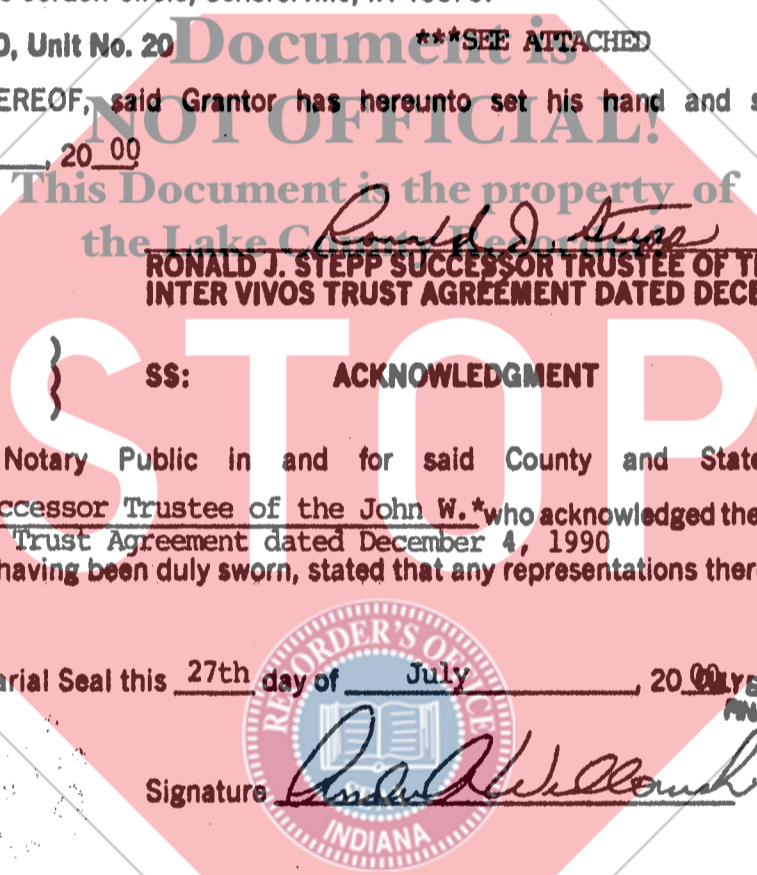 D, Unit No. 20 ***SEE ATTACHED
Document is
EREOF, said Grantor has hereunto set his hand and s
NOT OFFICIAL!
, 20 00
This Document is the property of
the Lake County Recorder!
RONALD J. STEPP SUCCESSOR TRUSTEE OF T
INTER VIVOS TRUST AGREEMENT DATED DECE
SS: ACKNOWLEDGMENT
STOP
Notary Public in and for said County and State
ccessor Trustee of the John W.* who acknowledged the
Trust Agreement dated December 4, 1990
having been duly sworn, stated that any representations ther
RECORDER'S OFFICE
arial Seal this 27th day of July, 20 00
Signature
INDIANA